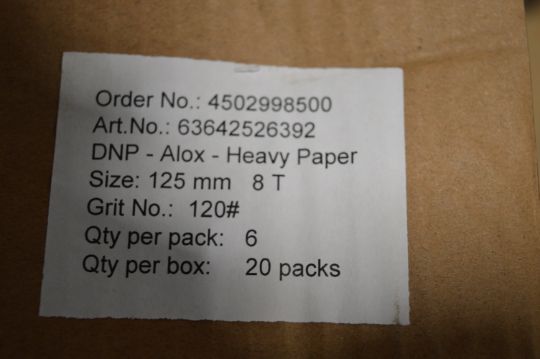 Order No.: 4502998500
Art.No.: 63642526392
DNP - Alox - Heavy Paper
Size: 125 mm 8 T
Grit No.: 120#
Qty per pack: 6
Qty per box: 20 packs